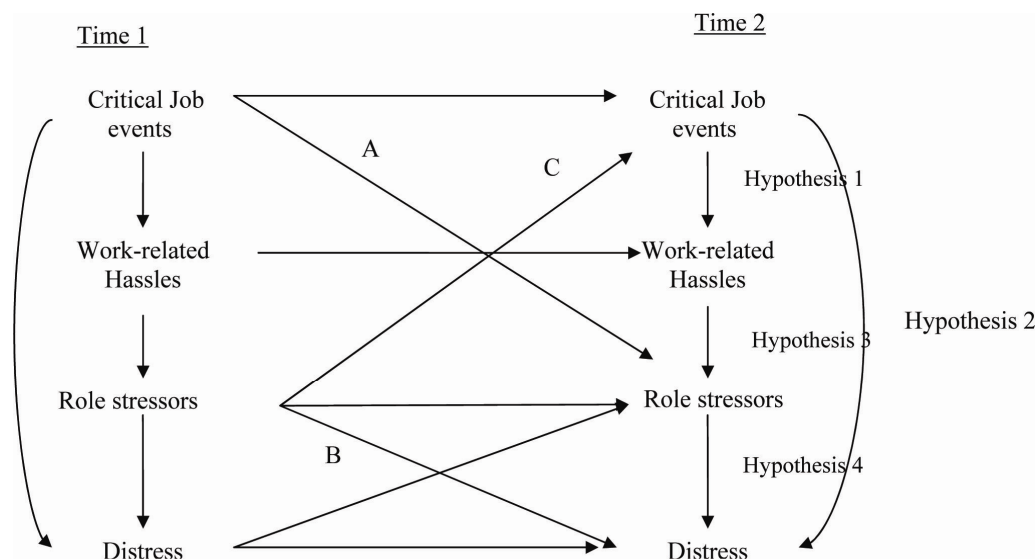 Time 1
Time 2
Critical Job
events
Critical Job
events
A
C
Hypothesis 1
Work-related
Hassles
Work-related
Hassles
Hypothesis 2
Hypothesis 3
Role stressors
Role stressors
B
Hypothesis 4
Distress
Distress